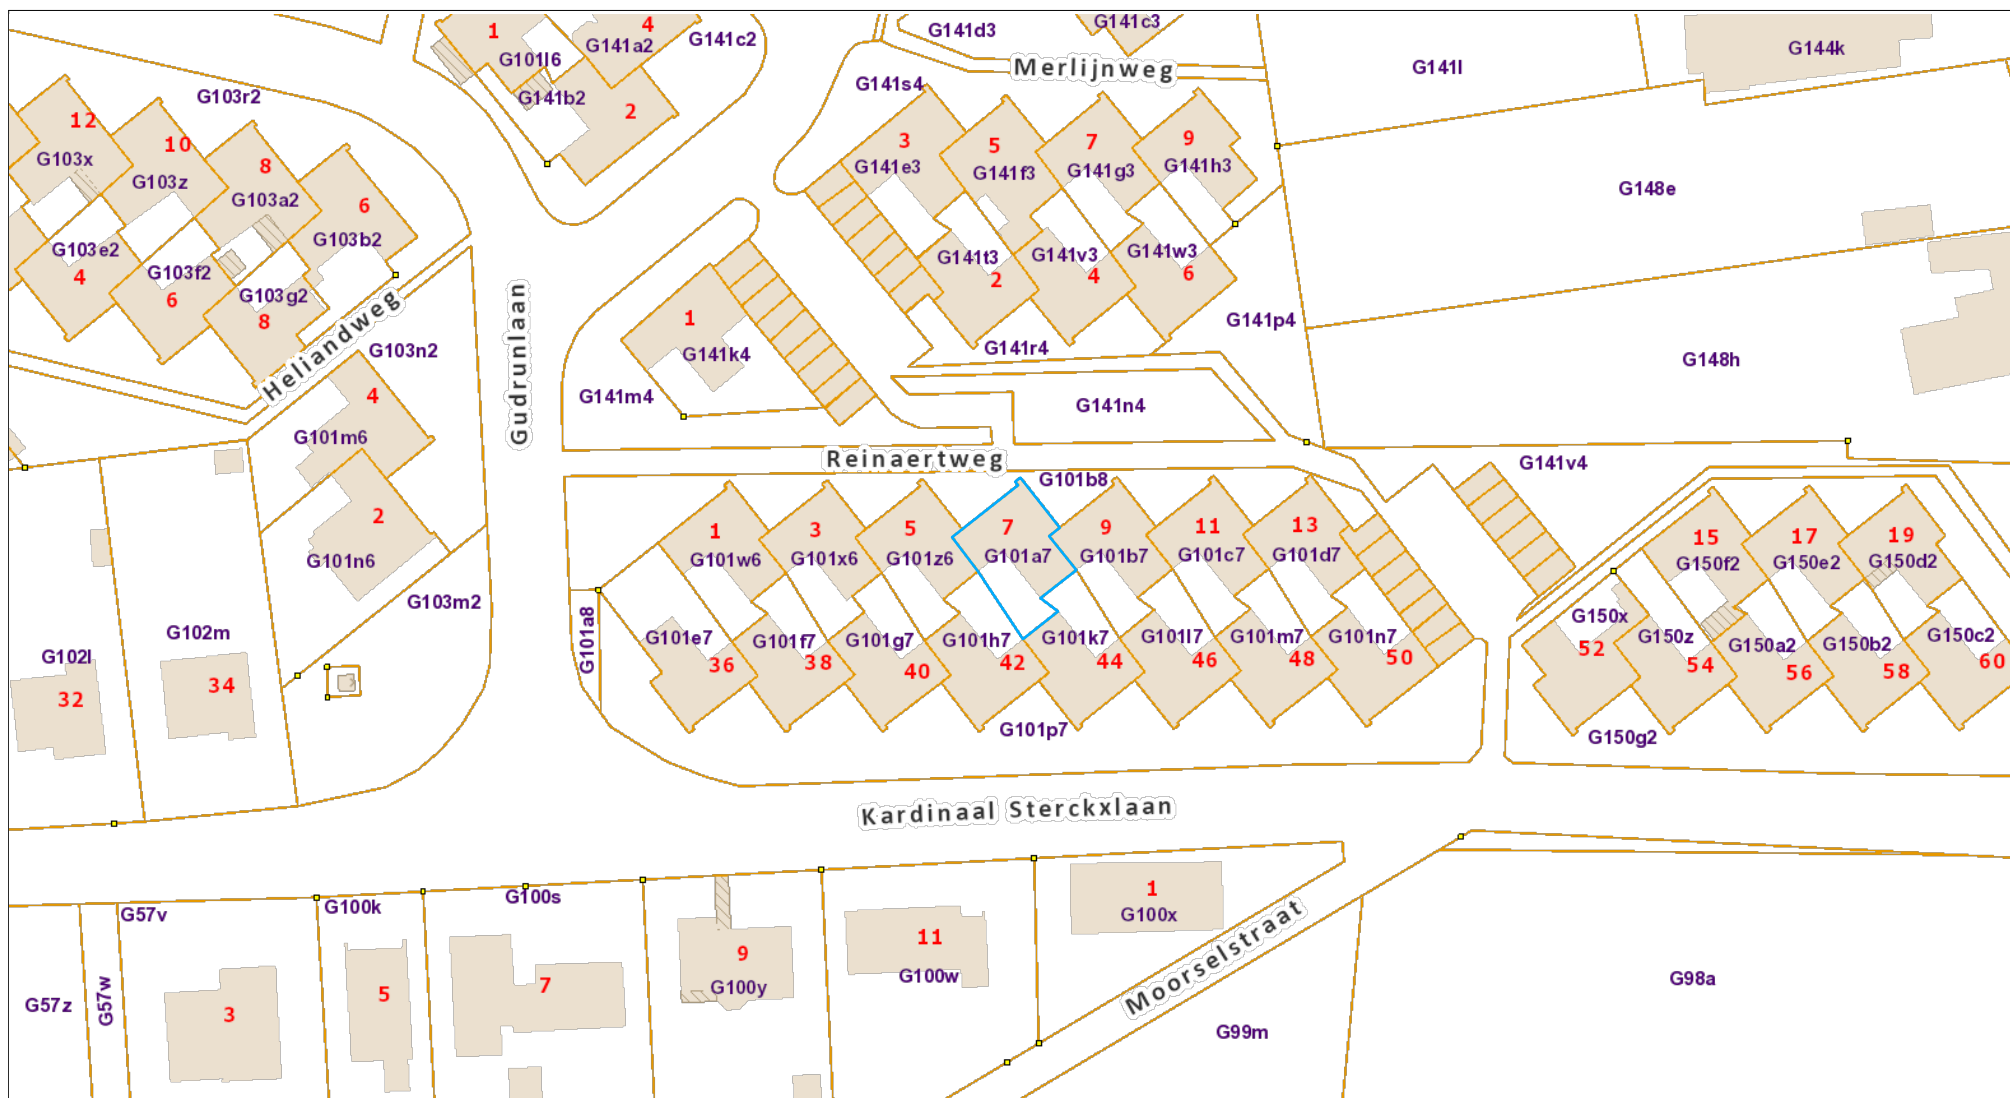 1
4
G101l6
G141a2
G141c2
G141d3
G141c3
Merlijnweg
G141l
G144k
G103r2
G141b2
2
G141s4
12
10
8
6
G103x
G103z
G103a2
G103b2
3
5
7
9
G141e3
G141f3
G141g3
G141h3
G148e
G103e2
G103f2
G103g2
4
6
8
G141t3
G141v3
G141w3
2
4
6
Heliandweg
Gudrunlaan
G103n2
1
G141k4
G141r4
G141p4
G148h
G141m4
G141n4
4
G101m6
2
G101n6
Reinaertweg
G101b8
G141v4
1
3
5
7
9
11
13
G101w6
G101x6
G101z6
G101a7
G101b7
G101c7
G101d7
15
17
19
G150f2
G150e2
G150d2
G103m2
G101a8
G102l
G102m
32
34
G101e7
G101f7
G101g7
G101h7
G101k7
G101l7
G101m7
G101n7
36
38
40
42
44
46
48
50
G150x
G150z
G150a2
G150b2
G150c2
52
54
56
58
60
G101p7
G150g2
Kardinaal Sterckxlaan
G57v
G100k
G100s
1
G100x
Moorselstraat
G57z
G57w
3
5
7
9
G100y
11
G100w
G99m
G98a